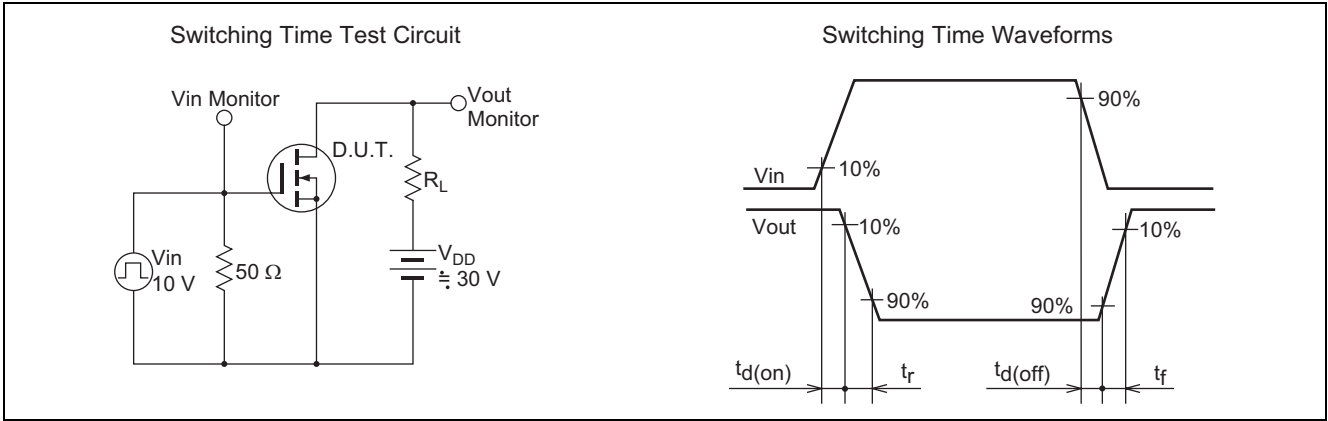 Switching Time Test Circuit
Vin Monitor
Vout
Monitor
D.U.T.
RL
Vin
10 V
50 Ω
VDD
≒ 30 V
Switching Time Waveforms
90%
Vin
10%
Vout
10%
10%
90%
90%
td(on)
tr
td(off)
tf